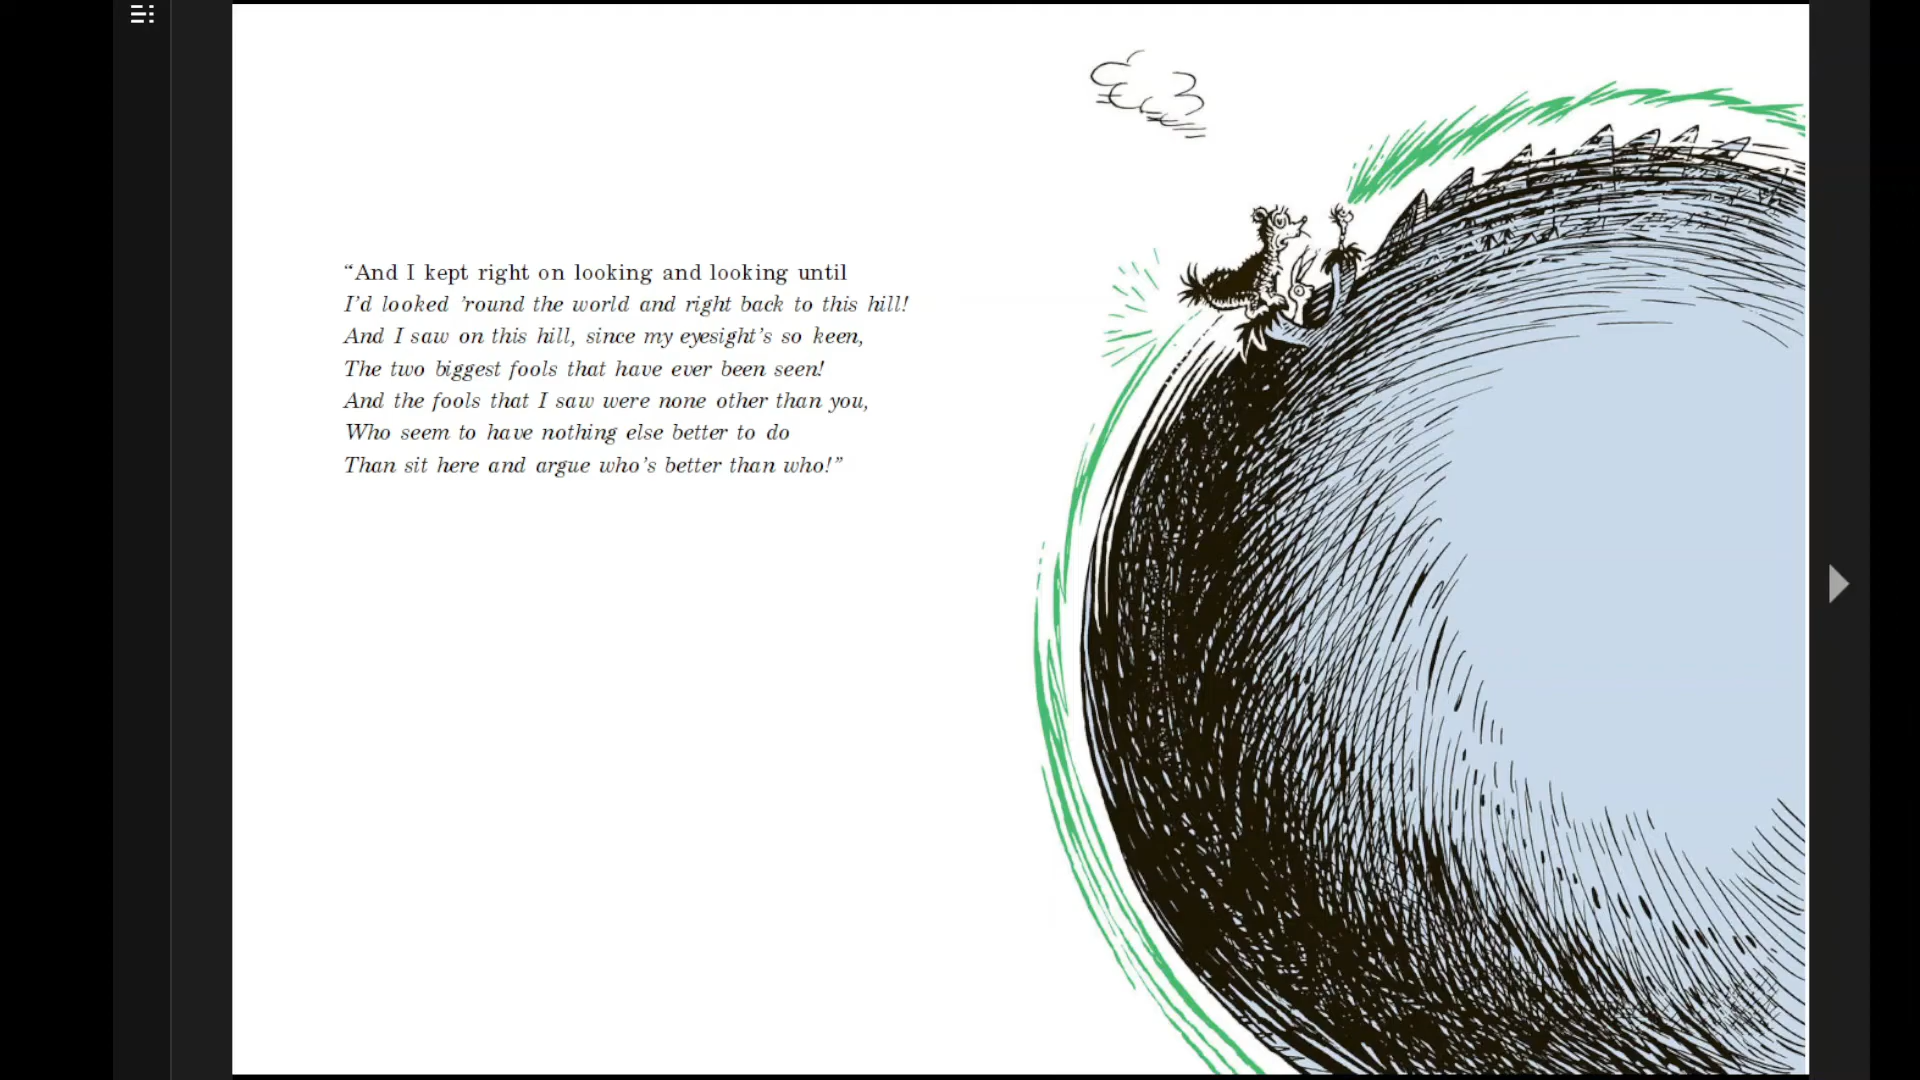 “And I kept right on looking and looking until
I’d looked ’round the world and right back to this hill!
And I saw on this hill, since my eyesight’s so keen,
The two biggest fools that have ever been seen!
And the fools that I saw were none other than you,
Who seem to have nothing else better to do
Than sit here and argue who’s better than who!”